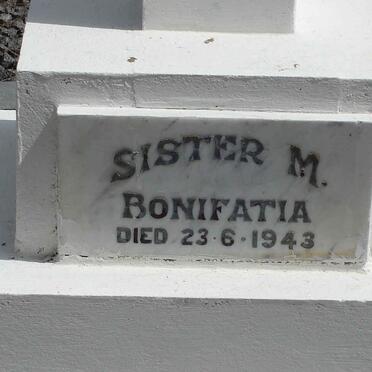 SISTER M.
BONIFATIA
DIED 23·6·1943